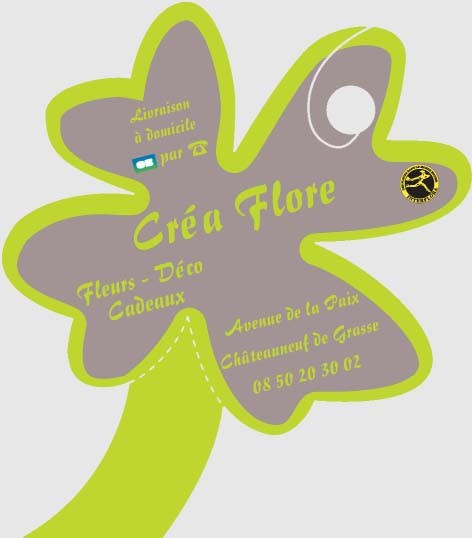 Livraison
à domicile
CB par ☎
Créa Flore
Fleurs - Déco
Cadeaux
Avenue de la Paix
Châteauneuf de Grasse
08 50 20 30 02